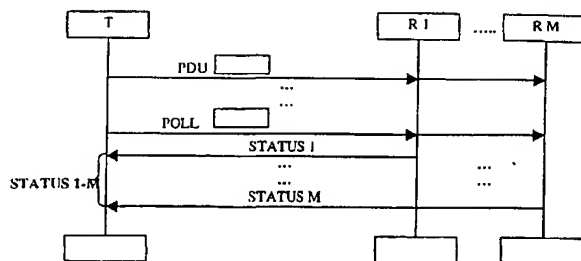 T
R 1
.....
R M
PDU
...
...
POLL
STATUS 1
...
...
...
...
STATUS 1-M
STATUS M